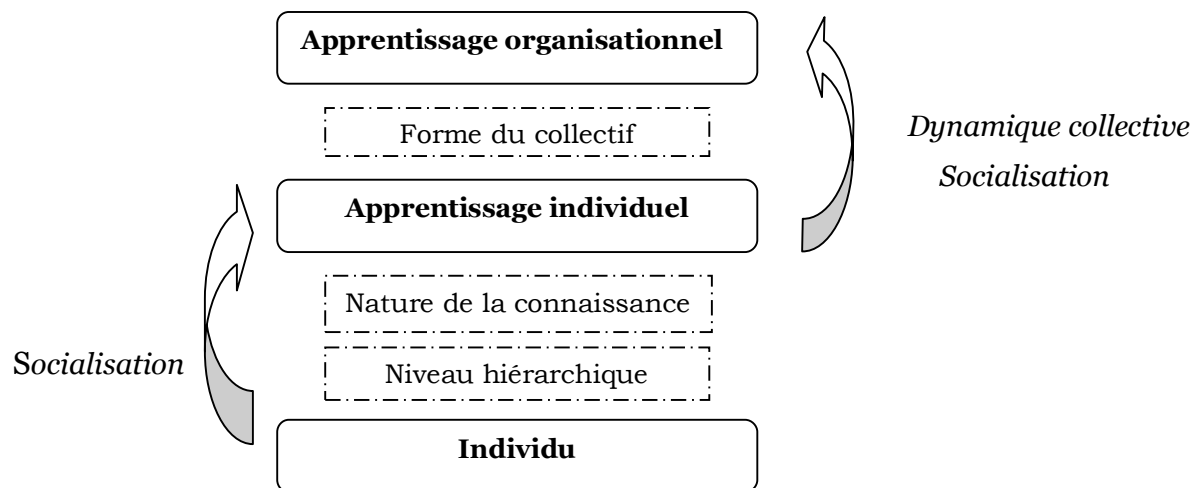 Apprentissage organisationnel
Forme du collectif
Dynamique collective
Socialisation
Apprentissage individuel
Nature de la connaissance
Socialisation
Niveau hiérarchique
Individu